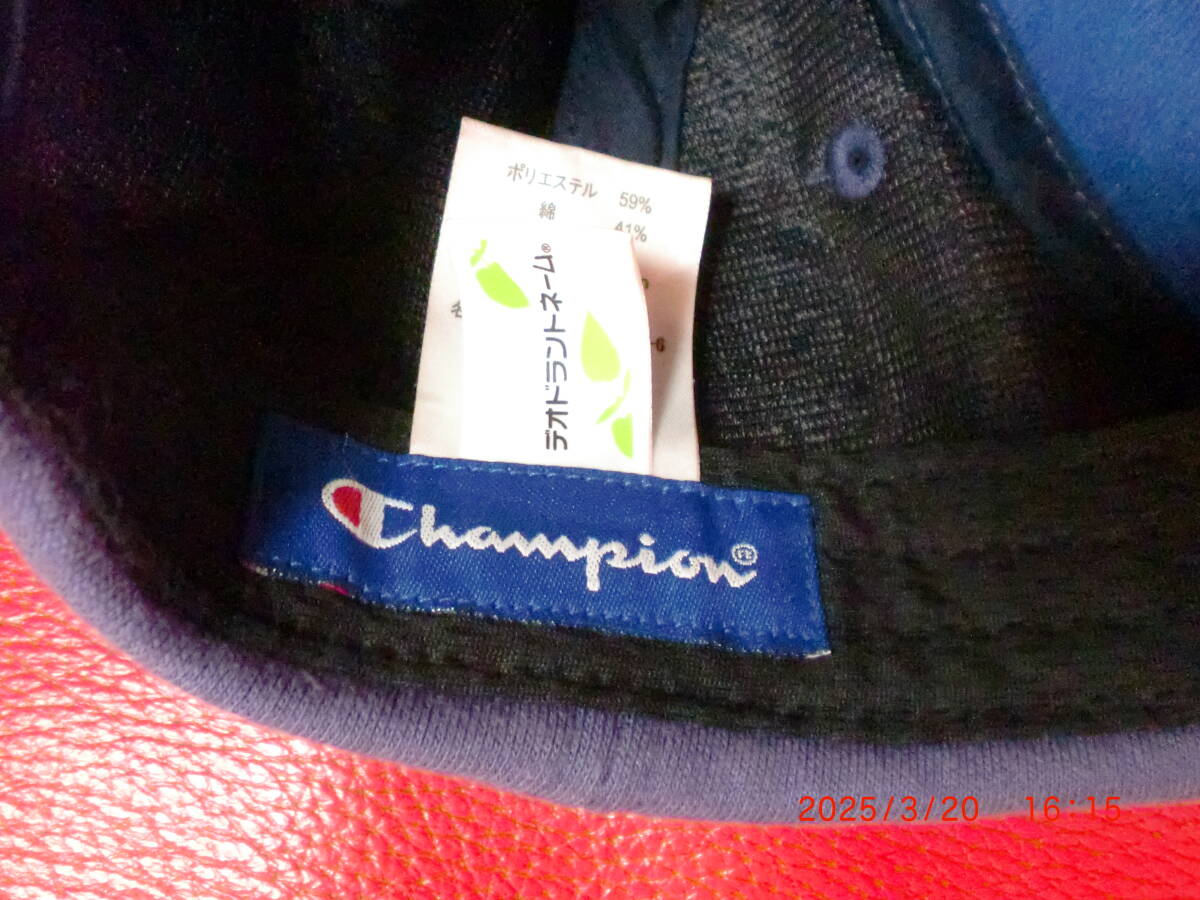 ポリエステル 59%
綿 41%
デオドラントネーム®
Champion®
2025/3/20 16:15